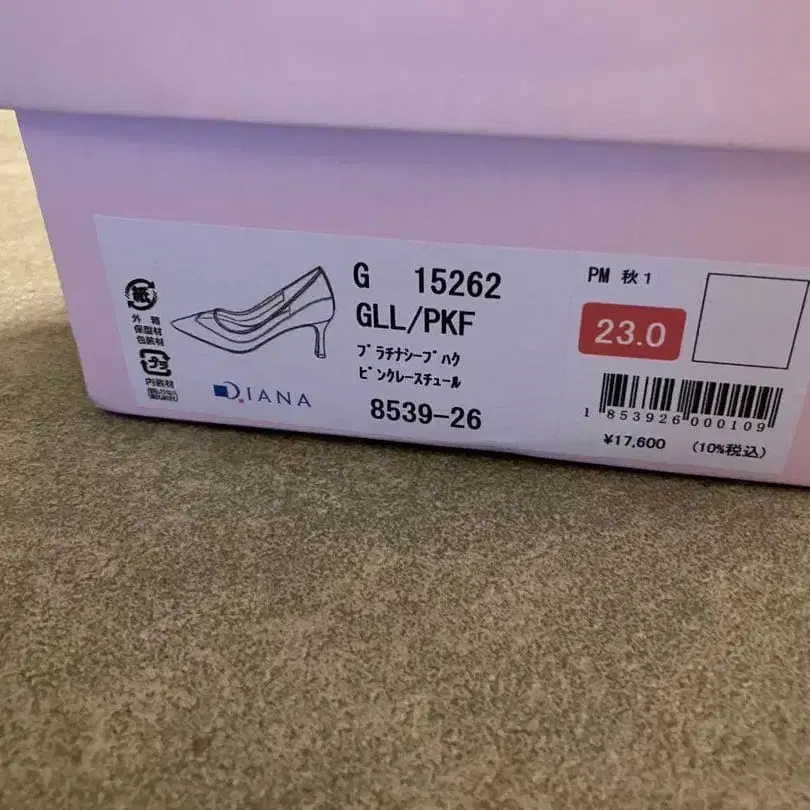 紙
外箱
保型材
包装材
プラ
内装材
DIANA
G 15262
GLL/PKF
プラチナシープハク
ピンクレースチュール
8539-26
PM 秋1
23.0
1 853926 000109
¥17,600 (10%税込)